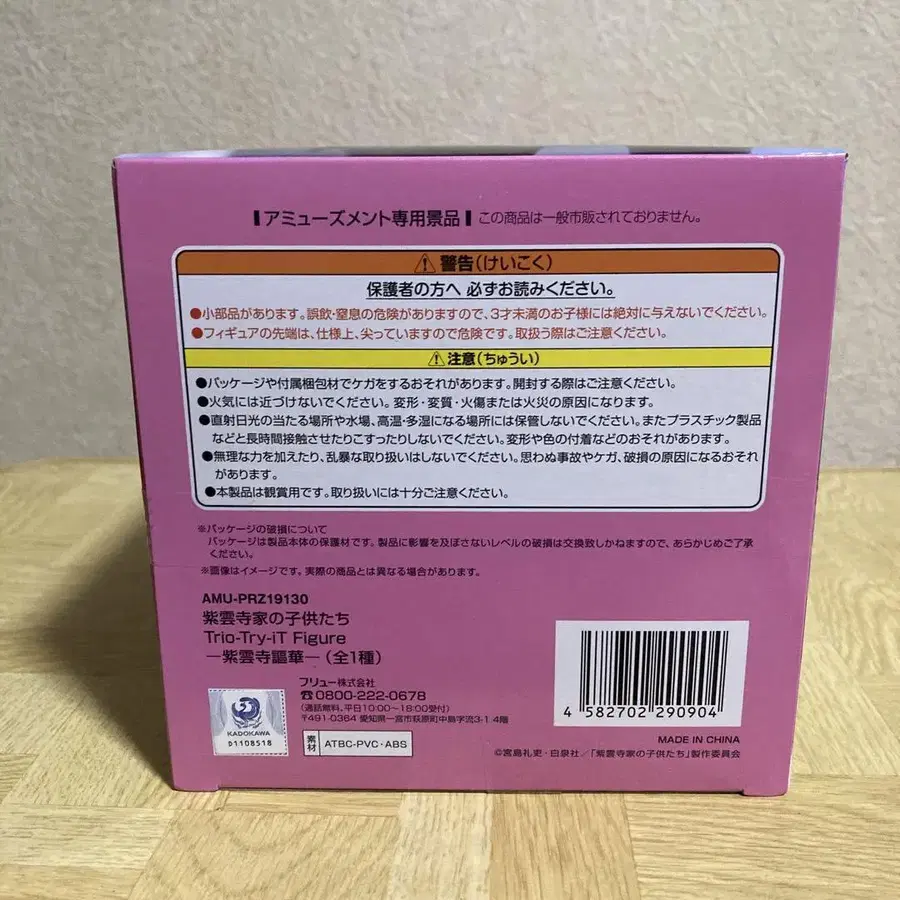 アミューズメント専用景品 この商品は一般市販されておりません。
⚠警告(けいこく)
保護者の方へ 必ずお読みください。
●小部品があります。誤飲・窒息の危険がありますので、3才未満のお子様には絶対に与えないでください。
●フィギュアの先端は、仕様上、尖っていますので危険です。取扱う際はご注意ください。
⚠注意(ちゅうい)
●パッケージや付属梱包材でケガをするおそれがあります。開封する際はご注意ください。
●火気には近づけないでください。変形・変質・火傷または火災の原因になります。
●直射日光の当たる場所や水場、高温・多湿になる場所には保管しないでください。またプラスチック製品
などと長時間接触させたりこすったりしないでください。変形や色の付着などのおそれがあります。
●無理な力を加えたり、乱暴な取り扱いはしないでください。思わぬ事故やケガ、破損の原因になるおそれ
があります。
●本製品は観賞用です。取り扱いには十分ご注意ください。
※パッケージの破損について
パッケージは製品本体の保護材です。製品に影響を及ぼさないレベルの破損は交換致しかねますので、あらかじめご了承
ください。
※画像はイメージです。実際の商品とは異なる場合があります。
AMU-PRZ19130
紫雲寺家の子供たち
Trio-Try-iT Figure
―紫雲寺謳華―(全1種)
フリュー株式会社
☎0800-222-0678
(通話無料、平日10:00~18:00受付)
〒491-0364 愛知県一宮市萩原町中島字流3-1 4階
KADOKAWA
D1108518
素材 ATBC-PVC・ABS
4 582702 290904
MADE IN CHINA
©宮島礼吏・白泉社/「紫雲寺家の子供たち」製作委員会